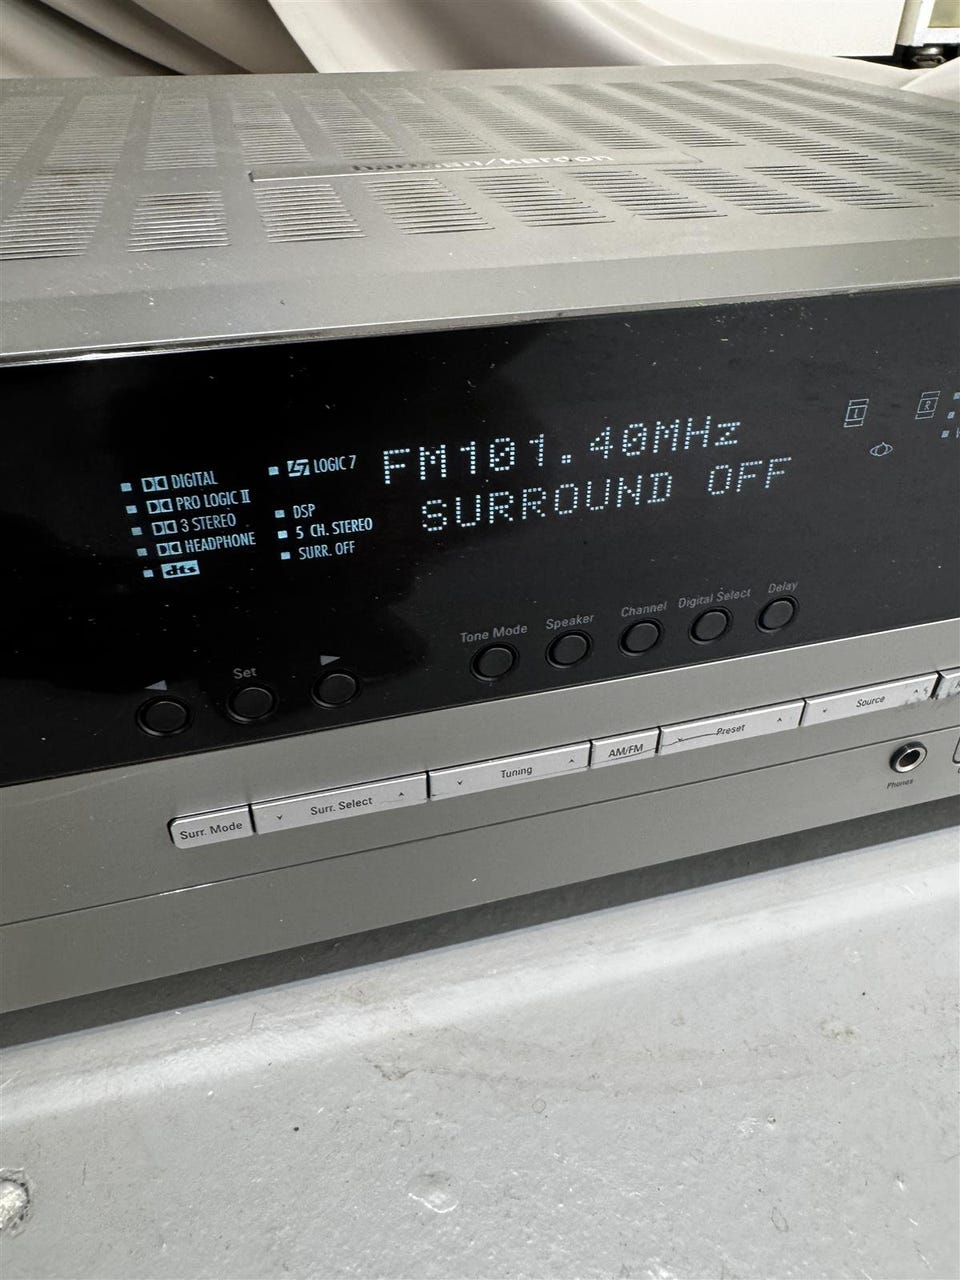 harman/kardon
DIGITAL
PRO LOGIC II
3 STEREO
HEADPHONE
dts
LOGIC 7
DSP
5 CH. STEREO
SURR. OFF
FM101.40MHz
SURROUND OFF
L
R
Set
Tone Mode
Speaker
Channel
Digital Select
Delay
Surr. Mode
Surr. Select
Tuning
AM/FM
Preset
Source
Phones